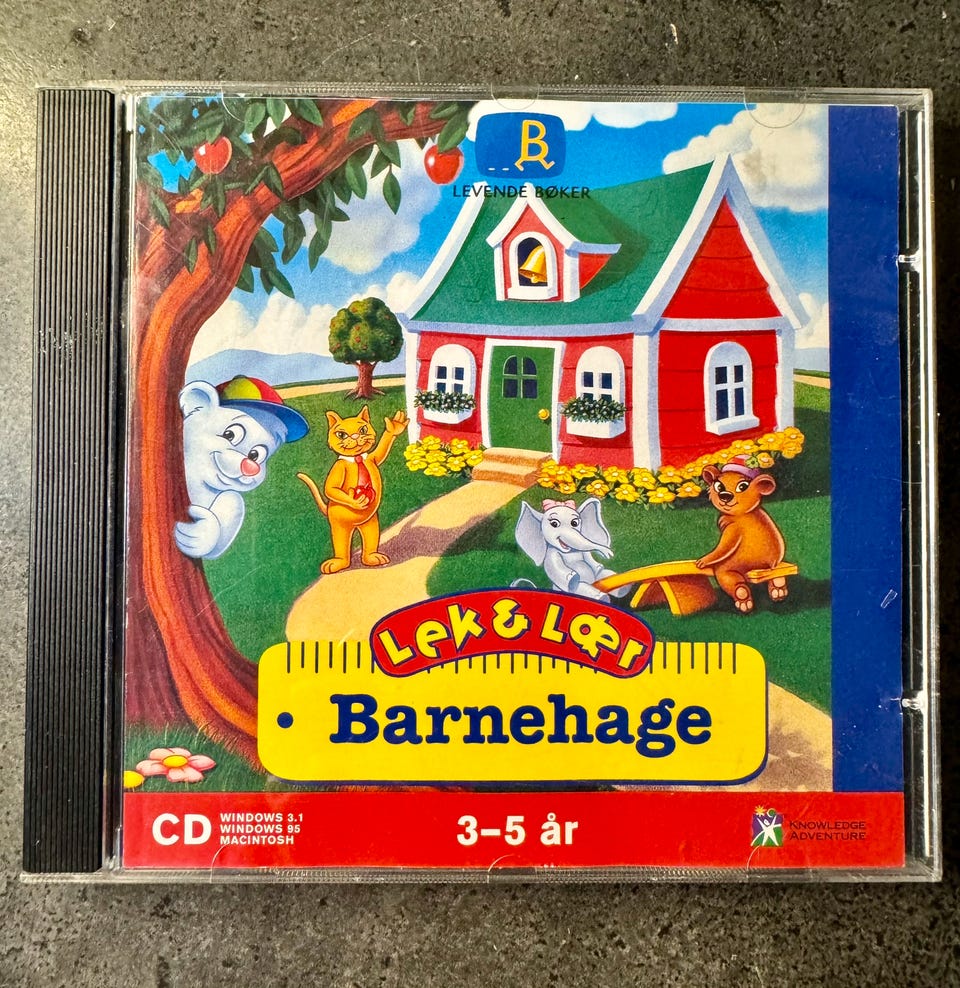 B
LEVENDE BØKER
Lek & Lær
Barnehage
CD
WINDOWS 3.1
WINDOWS 95
MACINTOSH
3–5 år
KNOWLEDGE
ADVENTURE